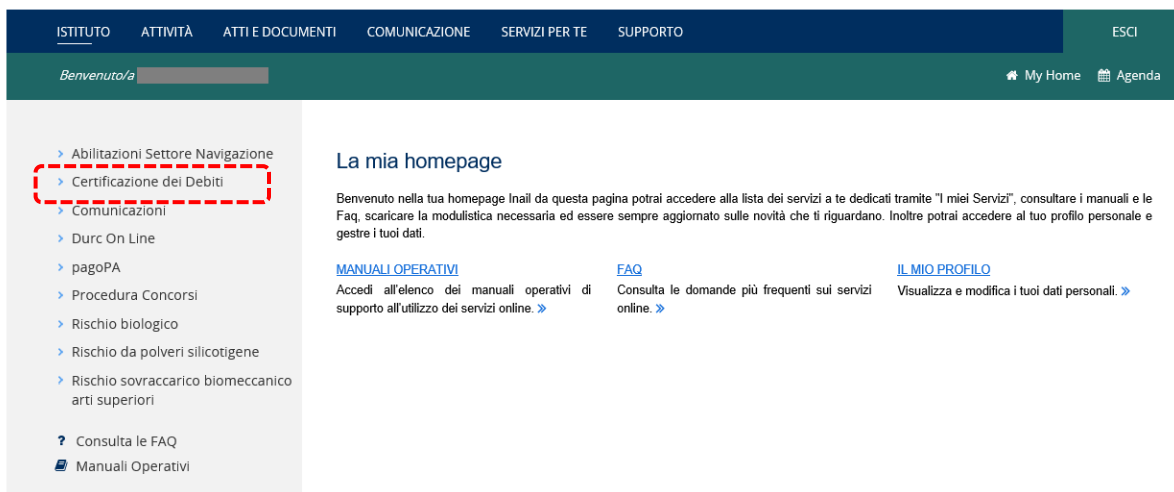 ISTITUTO ATTIVITÀ ATTI E DOCUMENTI COMUNICAZIONE SERVIZI PER TE SUPPORTO ESCI
Benvenuto/a My Home Agenda
Abilitazioni Settore Navigazione
Certificazione dei Debiti
Comunicazioni
Durc On Line
pagoPA
Procedura Concorsi
Rischio biologico
Rischio da polveri silicotigene
Rischio sovraccarico biomeccanico
arti superiori
? Consulta le FAQ
Manuali Operativi
La mia homepage
Benvenuto nella tua homepage Inail da questa pagina potrai accedere alla lista dei servizi a te dedicati tramite "I miei Servizi", consultare i manuali e le
Faq, scaricare la modulistica necessaria ed essere sempre aggiornato sulle novità che ti riguardano. Inoltre potrai accedere al tuo profilo personale e
gestre i tuoi dati.
MANUALI OPERATIVI
Accedi all'elenco dei manuali operativi di
supporto all'utilizzo dei servizi online. »
FAQ
Consulta le domande più frequenti sui servizi
online. »
IL MIO PROFILO
Visualizza e modifica i tuoi dati personali. »